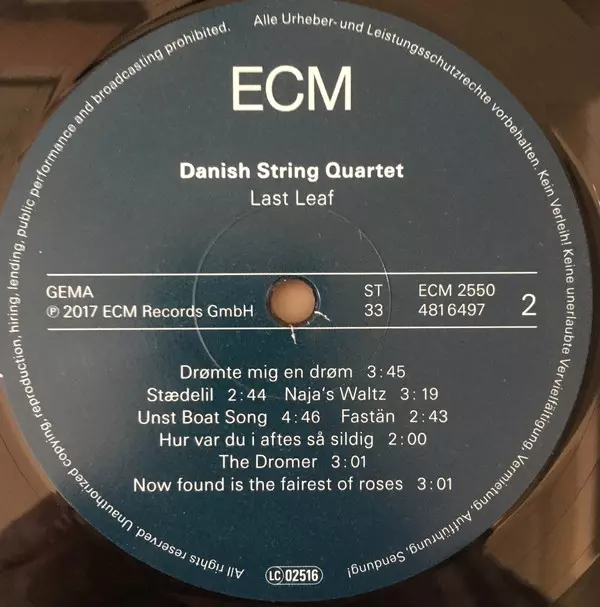 Alle Urheber- und Leistungsschutzrechte vorbehalten. Kein Verleih! Keine unerlaubte Vervielfältigung, Vermietung, Aufführung, Sendung!
ECM
Danish String Quartet
Last Leaf
GEMA
℗ 2017 ECM Records GmbH
ST
33
ECM 2550
4816497
2
Drømte mig en drøm 3:45
Stædelil 2:44 Naja's Waltz 3:19
Unst Boat Song 4:46 Fastän 2:43
Hur var du i aftes så sildig 2:00
The Dromer 3:01
Now found is the fairest of roses 3:01
LC 02516
All rights reserved. Unauthorized copying, reproduction, hiring, lending, public performance and broadcasting prohibited.